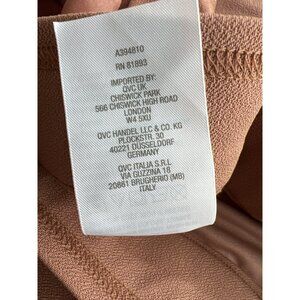 A394810
RN 81893
IMPORTED BY:
QVC UK
CHISWICK PARK
566 CHISWICK HIGH ROAD
LONDON
W4 5XU
QVC HANDEL LLC & CO. KG
PLOCKSTR. 30
40221 DUSSELDORF
GERMANY
QVC ITALIA S.R.L
VIA GUZZINA 18
20861 BRUGHERIO (MB)
ITALY